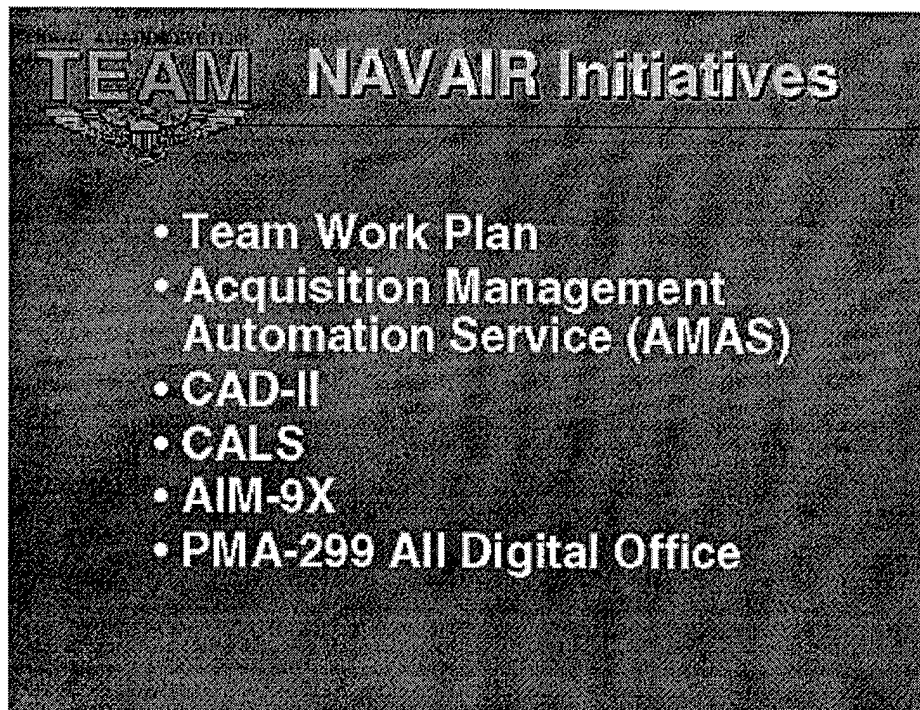 TEAM
NAVAIR Initiatives
• Team Work Plan
• Acquisition Management
Automation Service (AMAS)
• CAD-II
• CALS
• AIM-9X
• PMA-299 All Digital Office